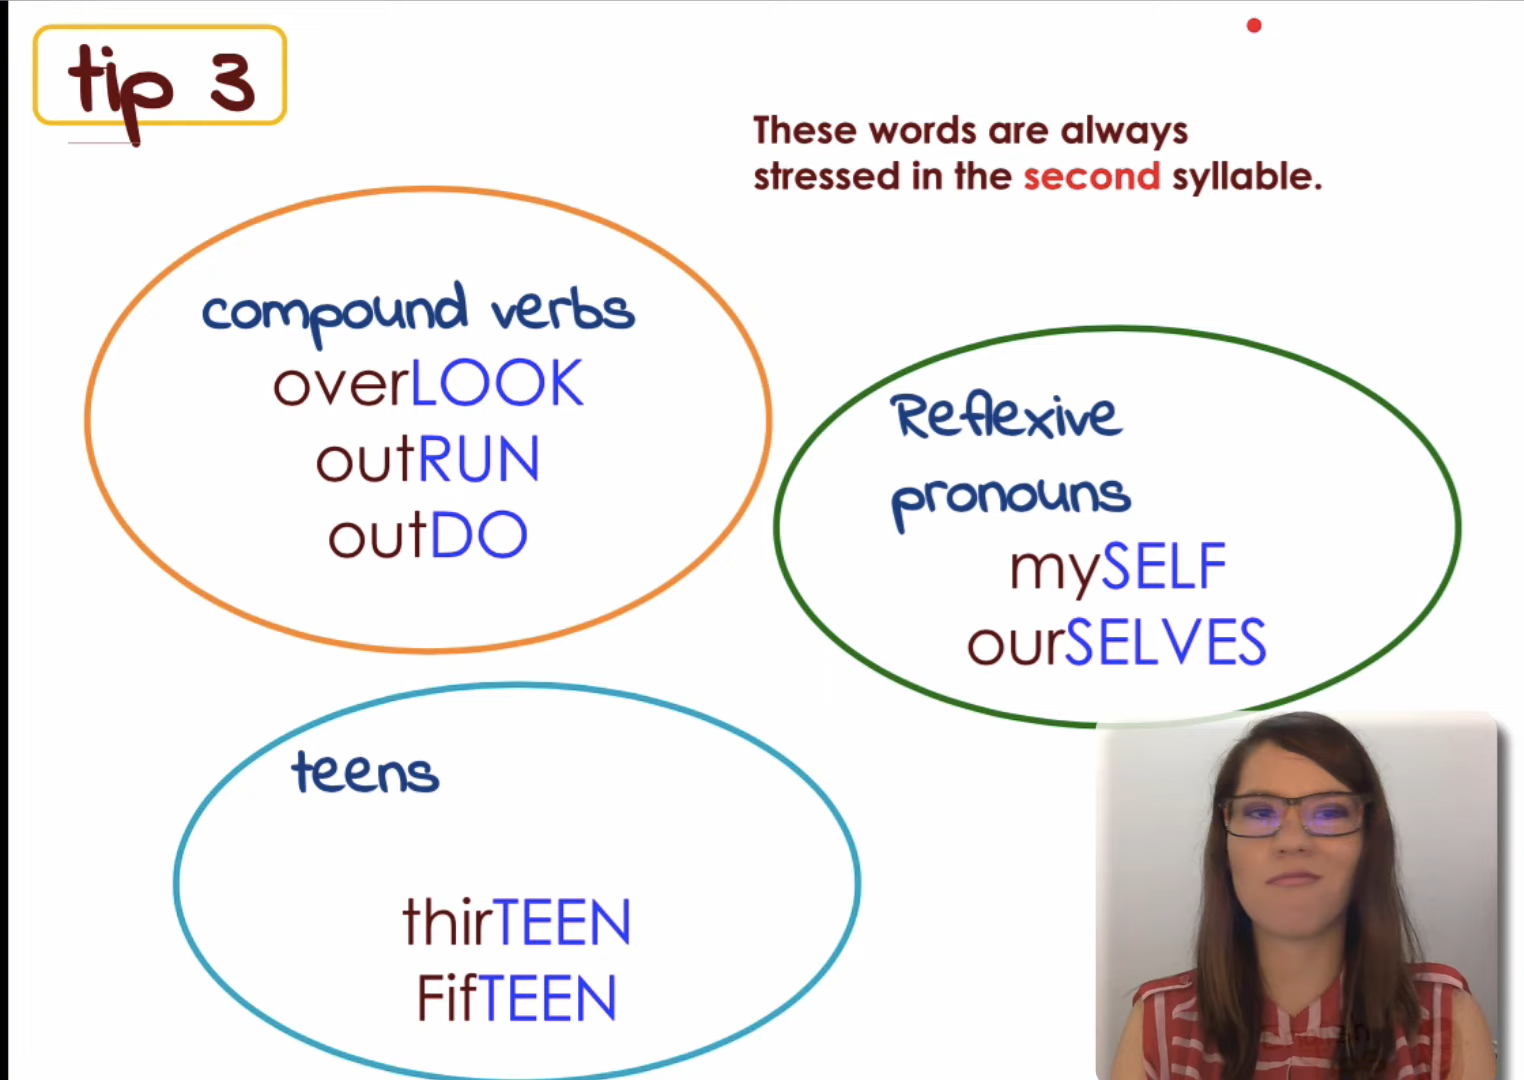 tip 3
These words are always
stressed in the second syllable.
compound verbs
overLOOK
outRUN
outDO
Reflexive
pronouns
mySELF
ourSELVES
teens
thirTEEN
FifTEEN